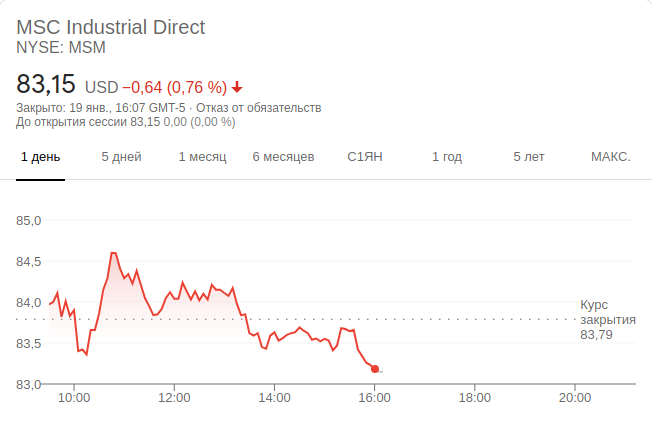 MSC Industrial Direct
NYSE: MSM
83,15 USD −0,64 (0,76 %)
Закрыто: 19 янв., 16:07 GMT-5 · Отказ от обязательств
До открытия сессии 83,15 0,00 (0,00 %)
1 день 5 дней 1 месяц 6 месяцев С1ЯН 1 год 5 лет МАКС.
85,0
84,5
84,0
Курс
закрытия
83,79
83,5
83,0
10:00 12:00 14:00 16:00 18:00 20:00